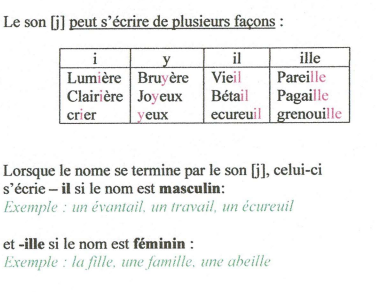 Le son [j] peut s'écrire de plusieurs façons :
i y il ille
Lumière Bruyère Vieil Pareille
Clairière Joyeux Bétail Pagaille
crier yeux ecureuil grenouille
Lorsque le nome se termine par le son [j], celui-ci
s'écrie – il si le nom est masculin:
Exemple : un évantail, un travail, un écureuil
et -ille si le nom est féminin :
Exemple : la fille, une famille, une abeille